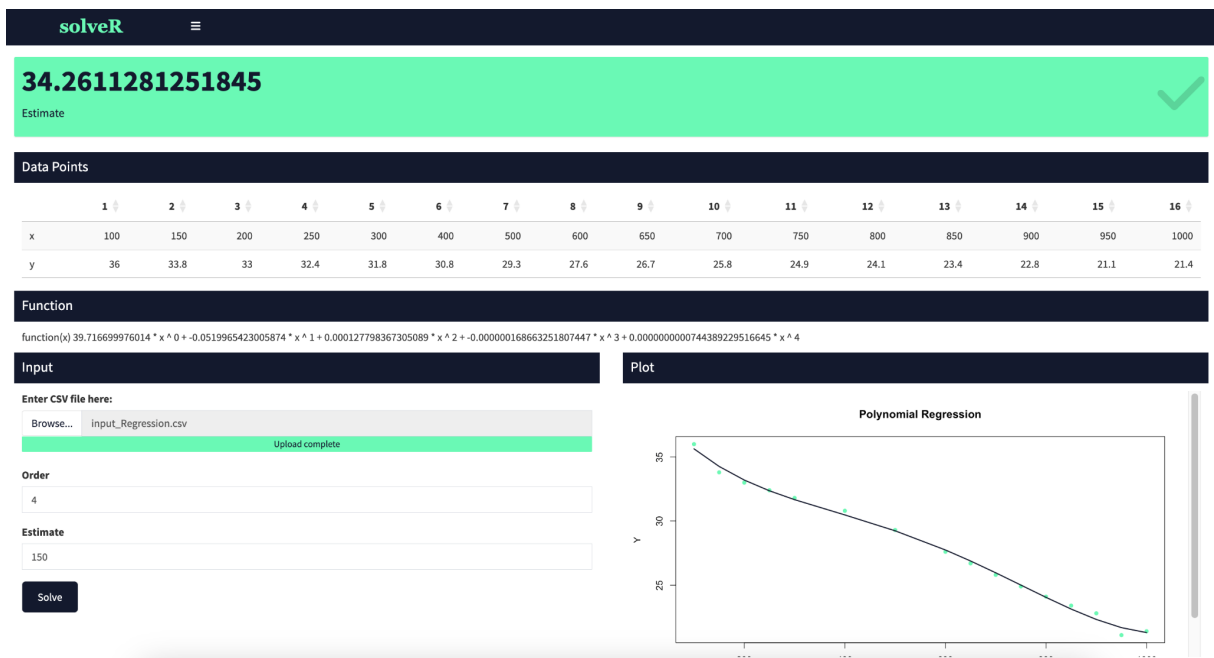 solveR
34.2611281251845
Estimate
Data Points
1 2 3 4 5 6 7 8 9 10 11 12 13 14 15 16
x 100 150 200 250 300 400 500 600 650 700 750 800 850 900 950 1000
y 36 33.8 33 32.4 31.8 30.8 29.3 27.6 26.7 25.8 24.9 24.1 23.4 22.8 21.1 21.4
Function
function(x) 39.716699976014 * x ^ 0 + -0.0519965423005874 * x ^ 1 + 0.000127798367305089 * x ^ 2 + -0.000000168663251807447 * x ^ 3 + 0.0000000000744389229516645 * x ^ 4
Input
Enter CSV file here:
Browse... input_Regression.csv
Upload complete
Order
4
Estimate
150
Solve
Plot
Polynomial Regression
35
30
25
Y